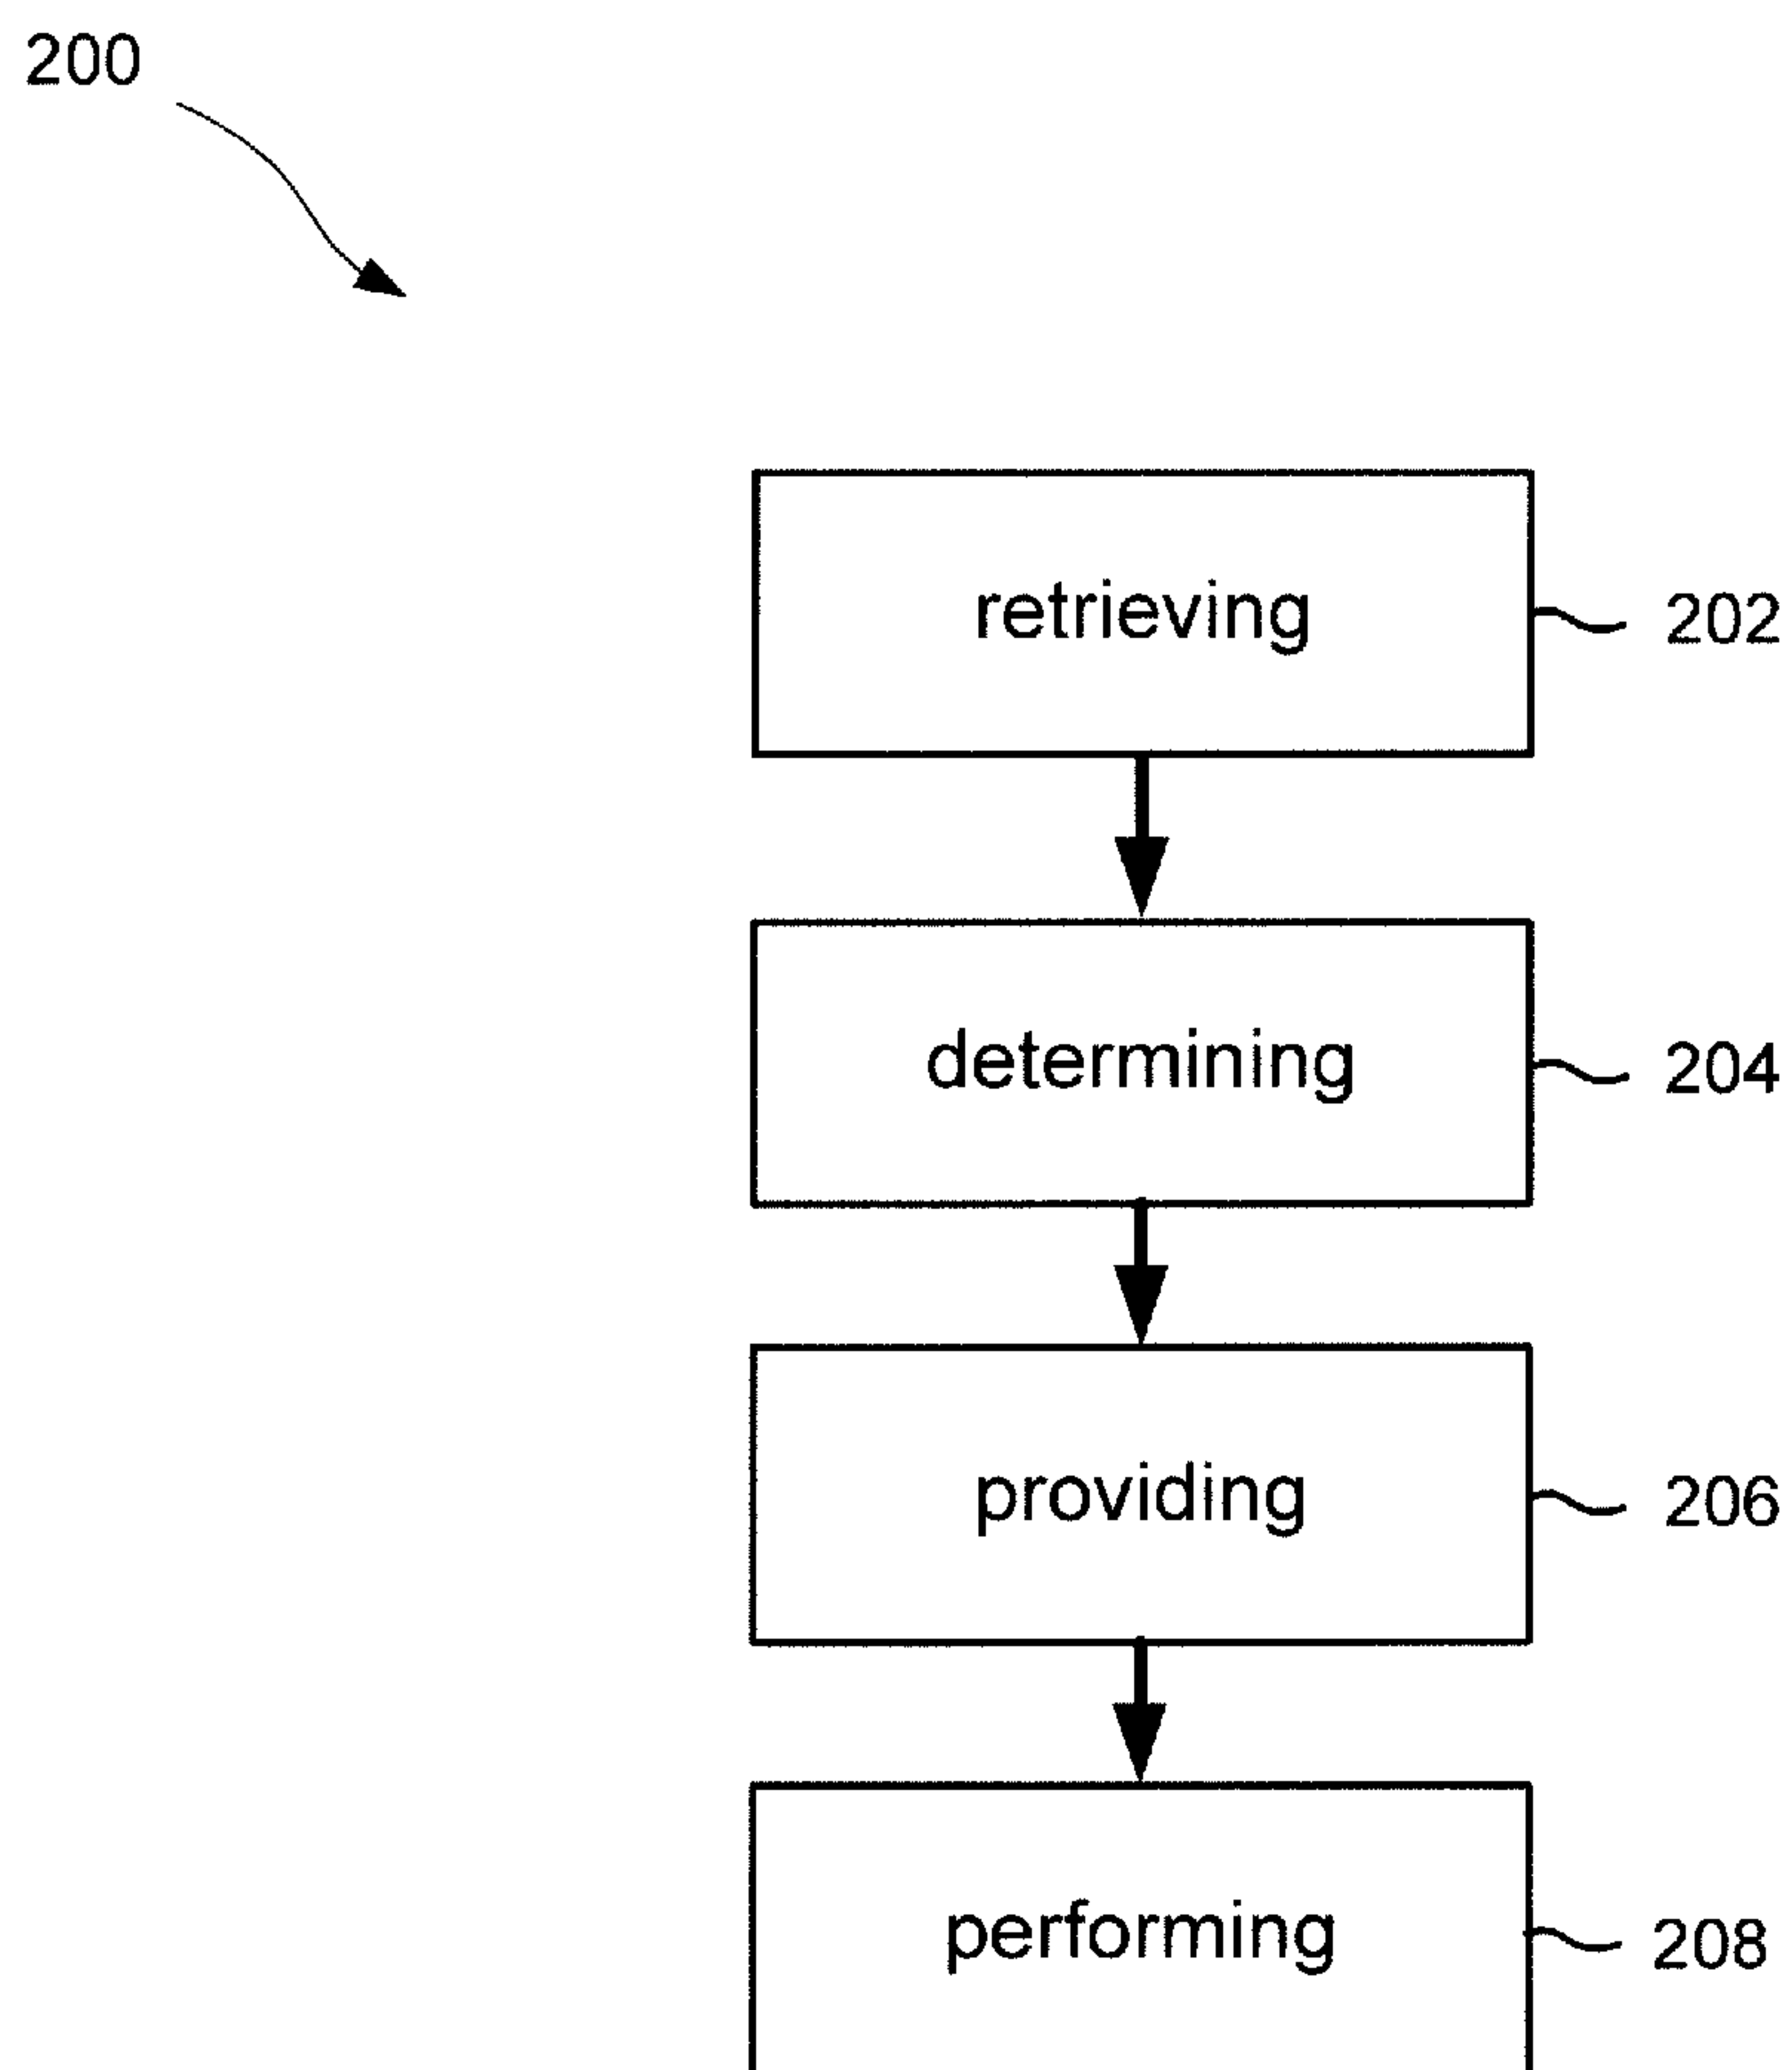 200
retrieving 202
determining 204
providing 206
performing 208